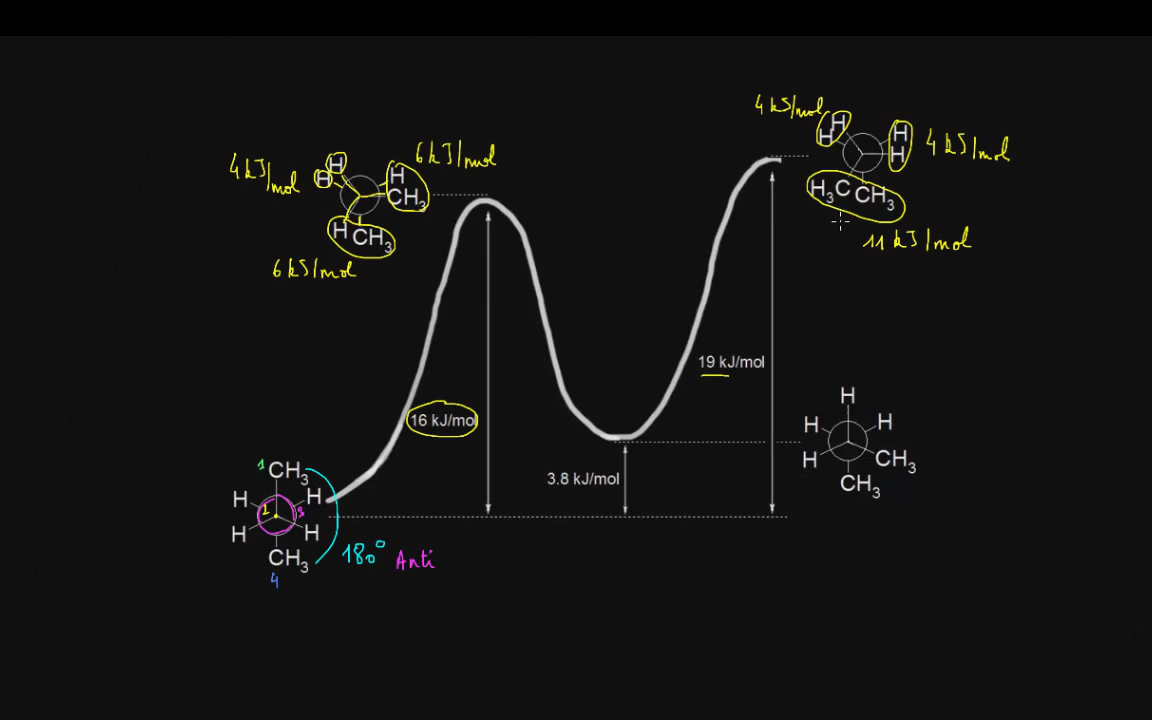 4 kJ/mol
H
H
6 kJ/mol
H
CH3
H CH3
6 kJ/mol
4 kJ/mol
H
H
H
H
4 kJ/mol
H3C CH3
11 kJ/mol
19 kJ/mol
16 kJ/mol
3.8 kJ/mol
H
H
H
H
CH3
CH3
1
CH3
H
H
2
3
H
H
CH3
4
180° Anti